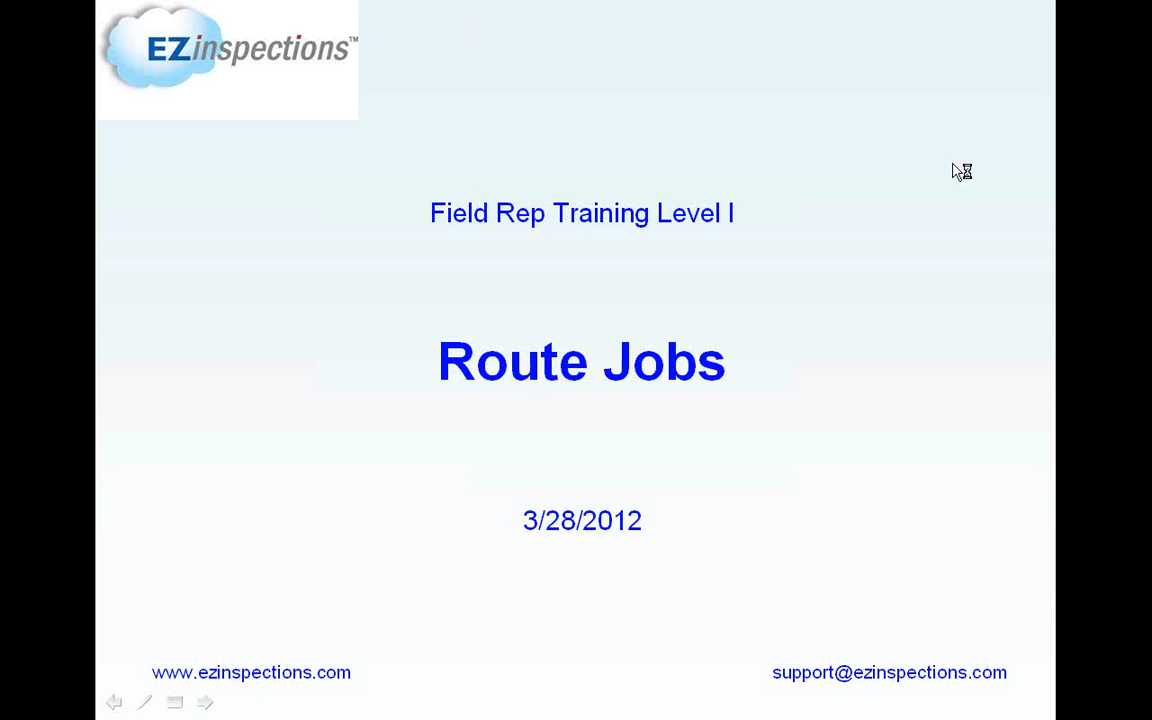 EZinspections™
Field Rep Training Level I
Route Jobs
3/28/2012
www.ezinspections.com
support@ezinspections.com